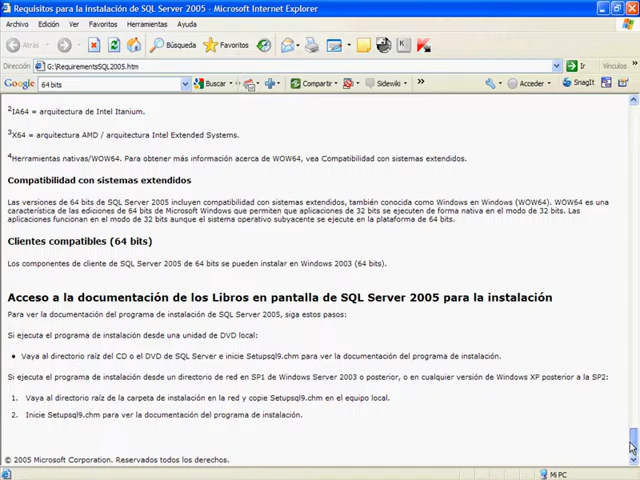 Requisitos para la instalación de SQL Server 2005 - Microsoft Internet Explorer
Archivo Edición Ver Favoritos Herramientas Ayuda
Atrás Búsqueda Favoritos
Dirección G:\RequirementsSQL2005.htm Ir Vínculos
Google 64 bits Buscar Compartir Sidewiki » Acceder SnagIt
2IA64 = arquitectura de Intel Itanium.
3X64 = arquitectura AMD / arquitectura Intel Extended Systems.
4Herramientas nativas/WOW64. Para obtener más información acerca de WOW64, vea Compatibilidad con sistemas extendidos.
Compatibilidad con sistemas extendidos
Las versiones de 64 bits de SQL Server 2005 incluyen compatibilidad con sistemas extendidos, también conocida como Windows en Windows (WOW64). WOW64 es una
característica de las ediciones de 64 bits de Microsoft Windows que permiten que aplicaciones de 32 bits se ejecuten de forma nativa en el modo de 32 bits. Las
aplicaciones funcionan en el modo de 32 bits aunque el sistema operativo subyacente se ejecute en la plataforma de 64 bits.
Clientes compatibles (64 bits)
Los componentes de cliente de SQL Server 2005 de 64 bits se pueden instalar en Windows 2003 (64 bits).
Acceso a la documentación de los Libros en pantalla de SQL Server 2005 para la instalación
Para ver la documentación del programa de instalación de SQL Server 2005, siga estos pasos:
Si ejecuta el programa de instalación desde una unidad de DVD local:
• Vaya al directorio raíz del CD o el DVD de SQL Server e inicie Setupsql9.chm para ver la documentación del programa de instalación.
Si ejecuta el programa de instalación desde un directorio de red en SP1 de Windows Server 2003 o posterior, o en cualquier versión de Windows XP posterior a la SP2:
1. Vaya al directorio raíz de la carpeta de instalación en la red y copie Setupsql9.chm en el equipo local.
2. Inicie Setupsql9.chm para ver la documentación del programa de instalación.
© 2005 Microsoft Corporation. Reservados todos los derechos.
Mi PC